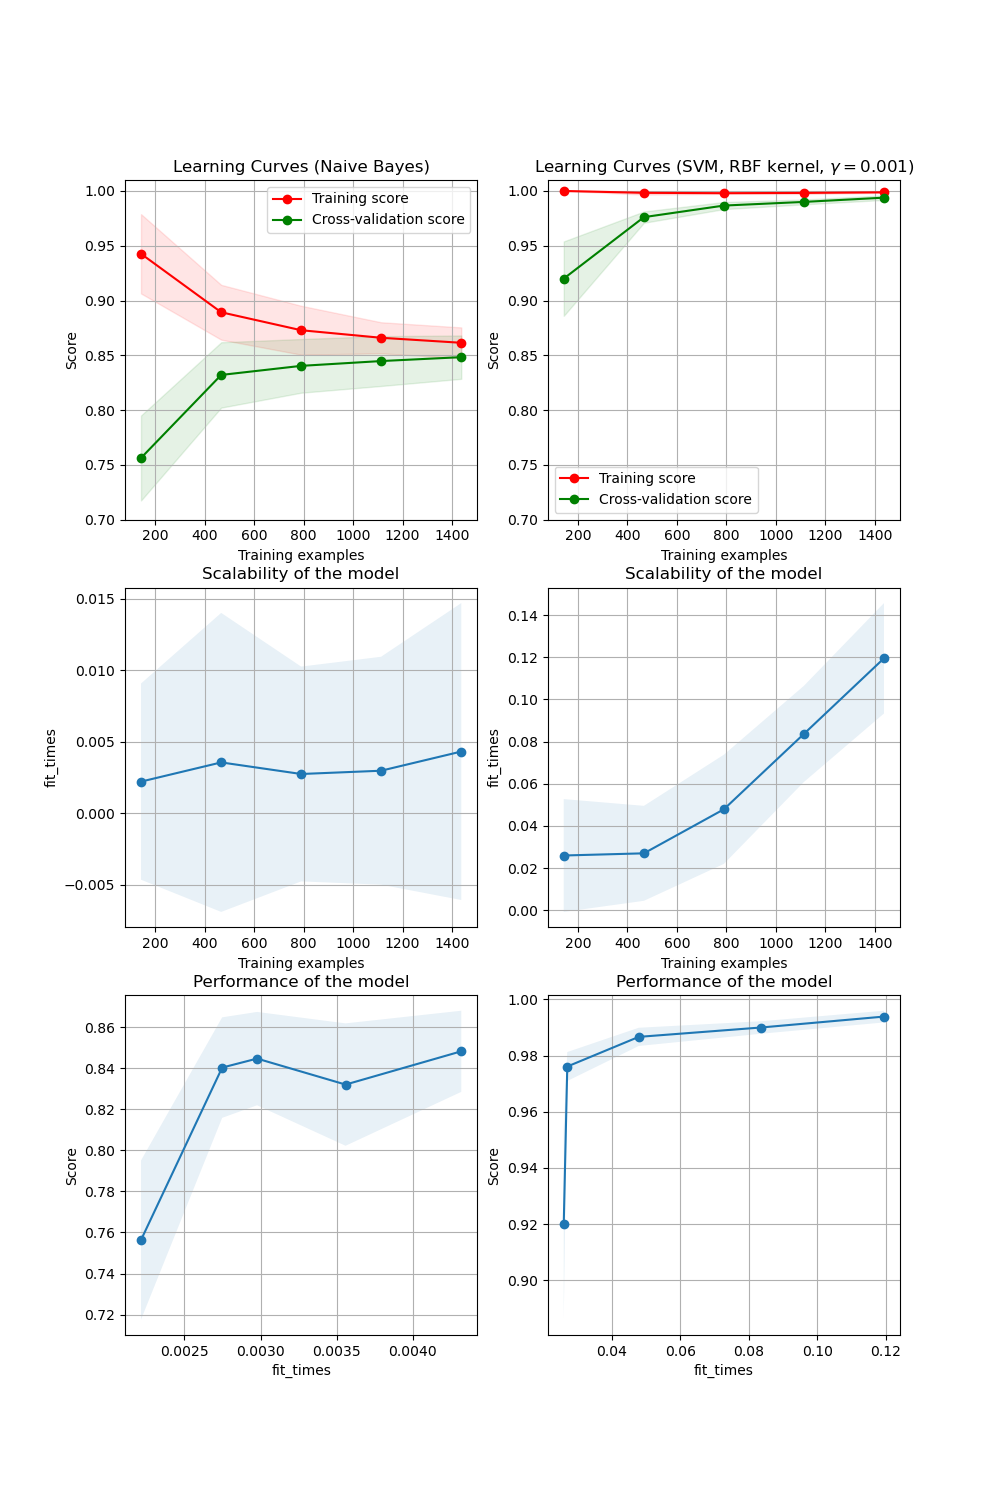 Learning Curves (Naive Bayes)
Score
1.00
0.95
0.90
0.85
0.80
0.75
0.70
Training score
Cross-validation score
200 400 600 800 1000 1200 1400
Training examples
Learning Curves (SVM, RBF kernel, γ = 0.001)
Score
1.00
0.95
0.90
0.85
0.80
0.75
0.70
Training score
Cross-validation score
200 400 600 800 1000 1200 1400
Training examples
Scalability of the model
fit_times
0.015
0.010
0.005
0.000
−0.005
200 400 600 800 1000 1200 1400
Training examples
Scalability of the model
fit_times
0.14
0.12
0.10
0.08
0.06
0.04
0.02
0.00
200 400 600 800 1000 1200 1400
Training examples
Performance of the model
Score
0.86
0.84
0.82
0.80
0.78
0.76
0.74
0.72
0.0025 0.0030 0.0035 0.0040
fit_times
Performance of the model
Score
1.00
0.98
0.96
0.94
0.92
0.90
0.04 0.06 0.08 0.10 0.12
fit_times